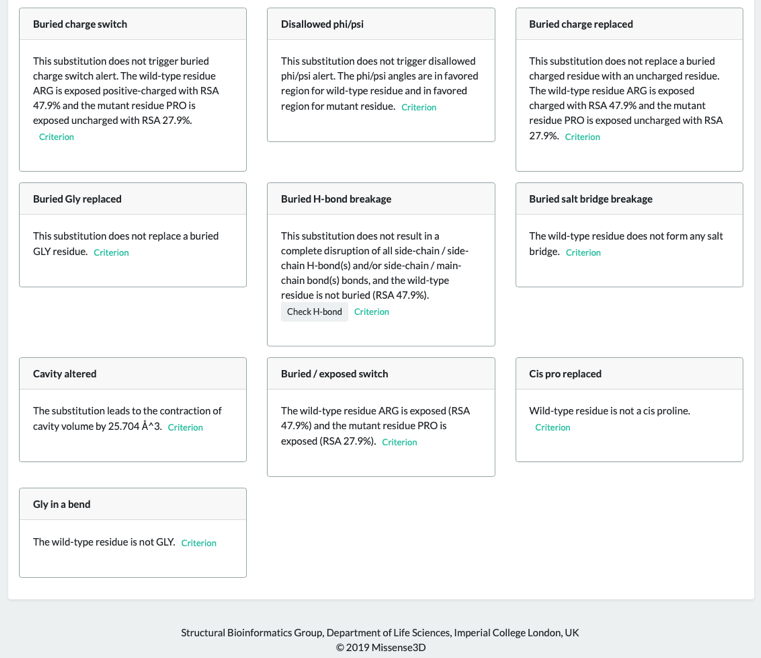 Buried charge switch
This substitution does not trigger buried
charge switch alert. The wild-type residue
ARG is exposed positive-charged with RSA
47.9% and the mutant residue PRO is
exposed uncharged with RSA 27.9%.
Criterion
Disallowed phi/psi
This substitution does not trigger disallowed
phi/psi alert. The phi/psi angles are in favored
region for wild-type residue and in favored
region for mutant residue. Criterion
Buried charge replaced
This substitution does not replace a buried
charged residue with an uncharged residue.
The wild-type residue ARG is exposed
charged with RSA 47.9% and the mutant
residue PRO is exposed uncharged with RSA
27.9%. Criterion
Buried Gly replaced
This substitution does not replace a buried
GLY residue. Criterion
Buried H-bond breakage
This substitution does not result in a
complete disruption of all side-chain / side-
chain H-bond(s) and/or side-chain / main-
chain bond(s) bonds, and the wild-type
residue is not buried (RSA 47.9%).
Check H-bond Criterion
Buried salt bridge breakage
The wild-type residue does not form any salt
bridge. Criterion
Cavity altered
The substitution leads to the contraction of
cavity volume by 25.704 Å^3. Criterion
Buried / exposed switch
The wild-type residue ARG is exposed (RSA
47.9%) and the mutant residue PRO is
exposed (RSA 27.9%). Criterion
Cis pro replaced
Wild-type residue is not a cis proline.
Criterion
Gly in a bend
The wild-type residue is not GLY. Criterion
Structural Bioinformatics Group, Department of Life Sciences, Imperial College London, UK
© 2019 Missense3D